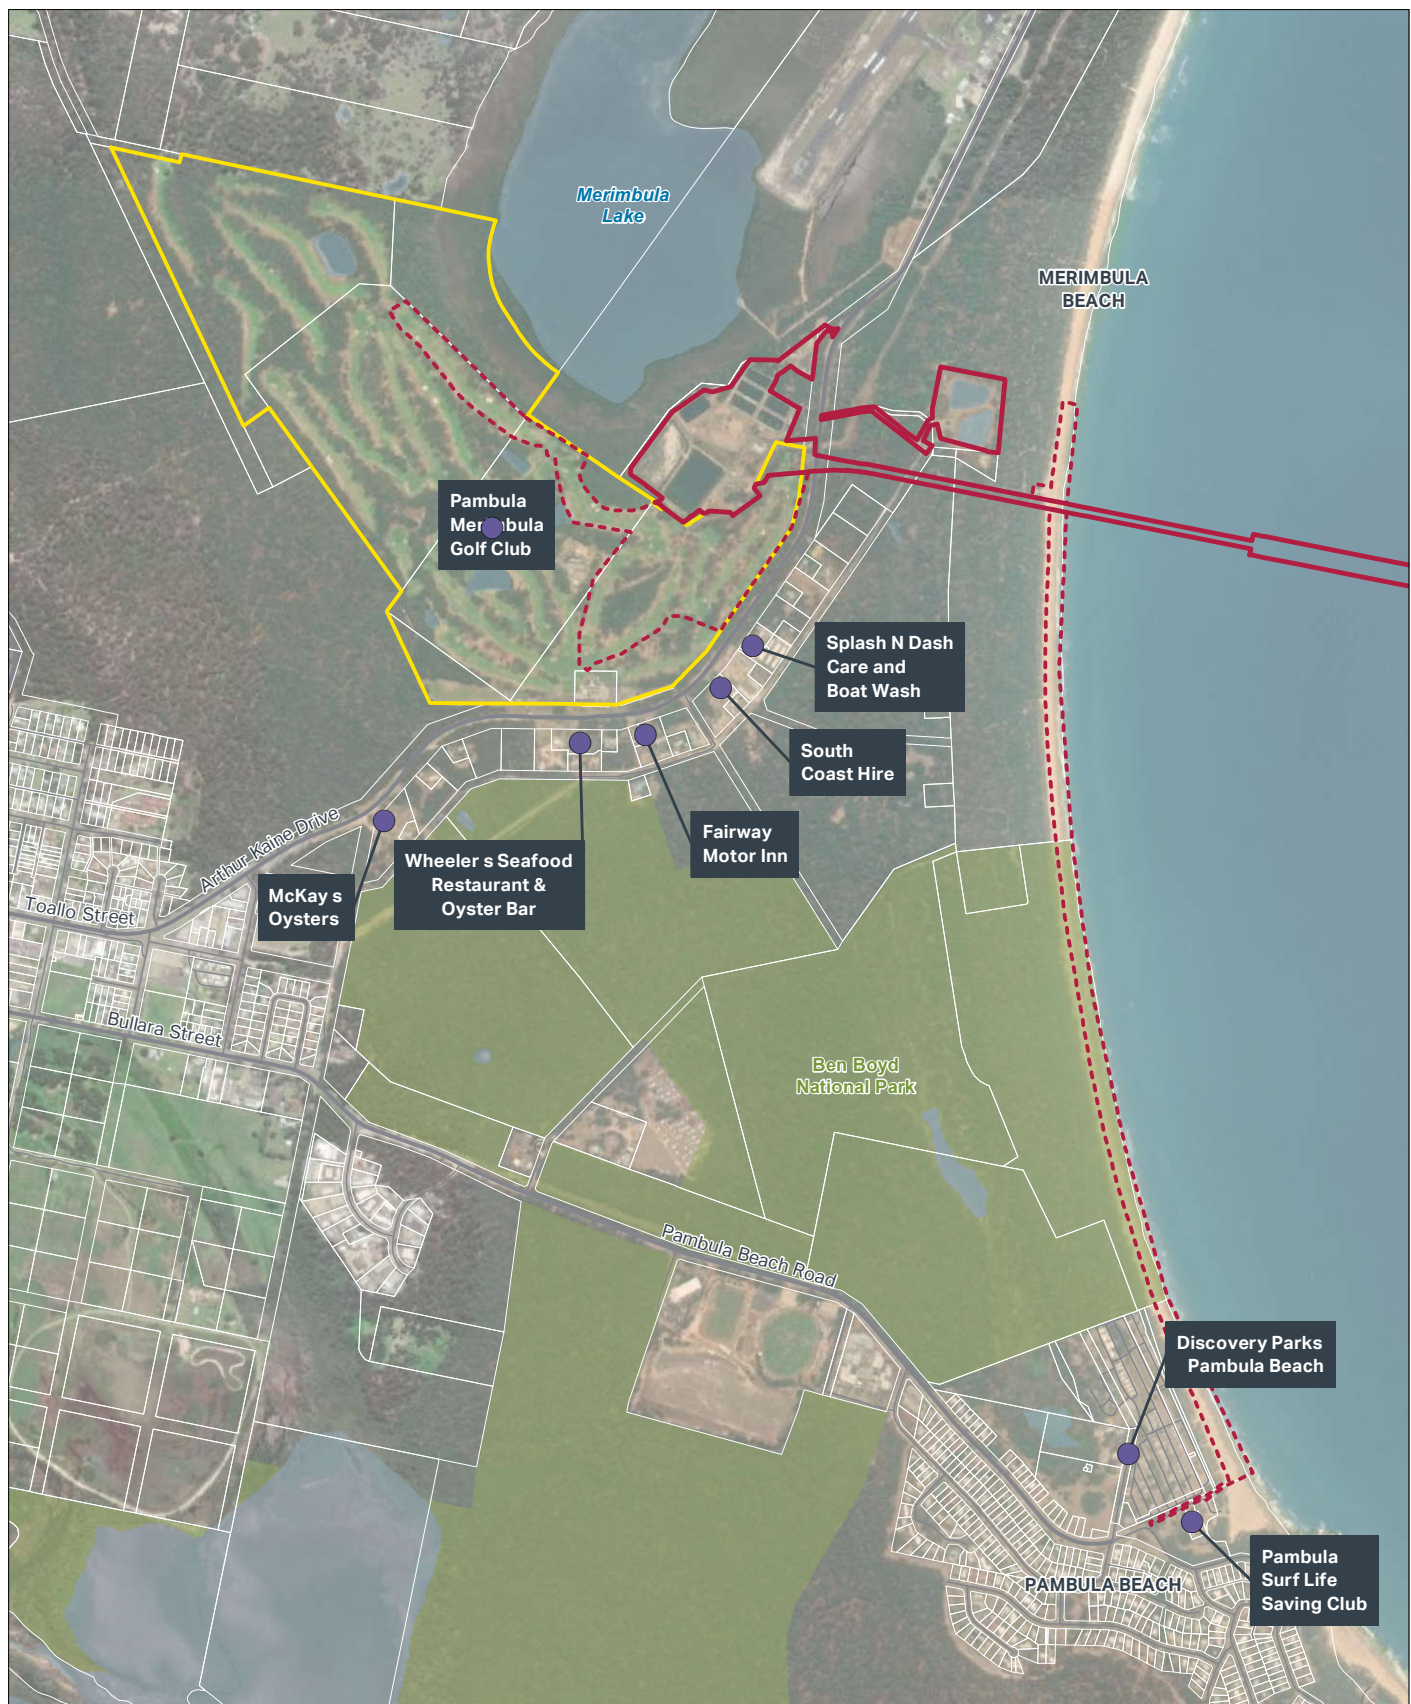 Merimbula
Lake
MERIMBULA
BEACH
Pambula
Merimbula
Golf Club
Splash N Dash
Care and
Boat Wash
South
Coast Hire
Fairway
Motor Inn
Wheeler s Seafood
Restaurant &
Oyster Bar
McKay s
Oysters
Arthur Kaine Drive
Toallo Street
Bullara Street
Ben Boyd
National Park
Pambula Beach Road
Discovery Parks
Pambula Beach
Pambula
Surf Life
Saving Club
PAMBULA BEACH